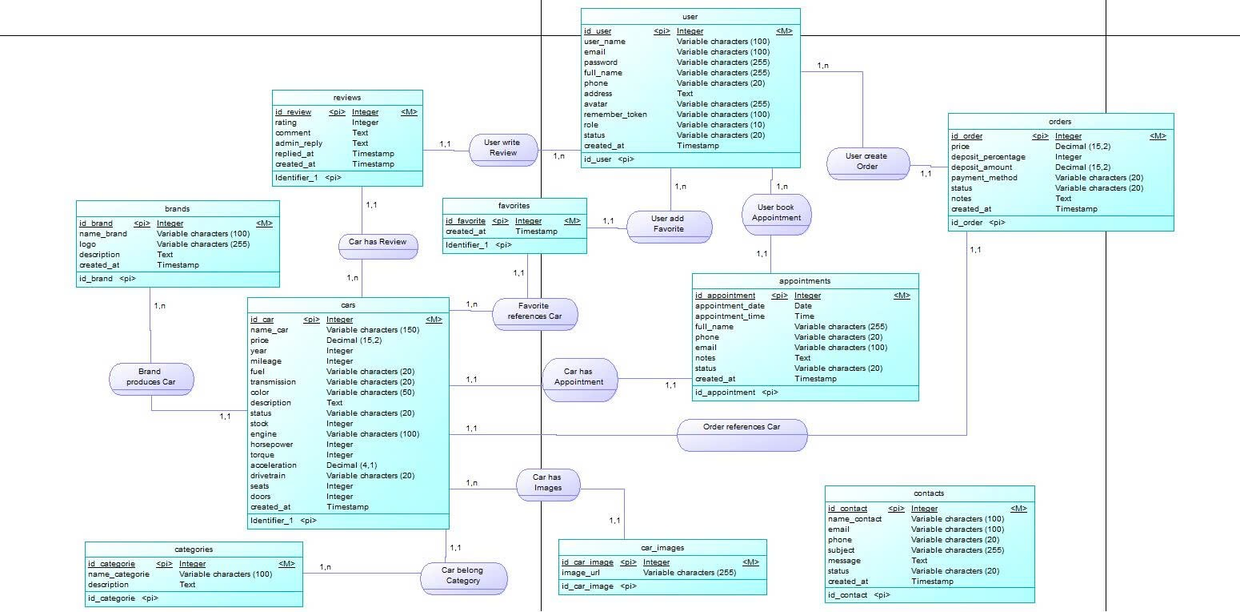 user
id_user <pi> Integer <M>
user_name Variable characters (100)
email Variable characters (100)
password Variable characters (255)
full_name Variable characters (255)
phone Variable characters (20)
address Text
avatar Variable characters (255)
remember_token Variable characters (100)
role Variable characters (10)
status Variable characters (20)
created_at Timestamp
id_user <pi>
1,n
reviews
id_review <pi> Integer <M>
rating Integer
comment Text
admin_reply Text
replied_at Timestamp
created_at Timestamp
Identifier_1 <pi>
1,1
User write
Review
1,n
User create
Order
1,1
orders
id_order <pi> Integer <M>
price Decimal (15,2)
deposit_percentage Integer
deposit_amount Decimal (15,2)
payment_method Variable characters (20)
status Variable characters (20)
notes Text
created_at Timestamp
id_order <pi>
1,1
brands
id_brand <pi> Integer <M>
name_brand Variable characters (100)
logo Variable characters (255)
description Text
created_at Timestamp
id_brand <pi>
1,n
1,1
Car has Review
1,n
favorites
id_favorite <pi> Integer <M>
created_at Timestamp
Identifier_1 <pi>
1,1
1,n
User add
Favorite
1,n
User book
Appointment
1,1
1,1
Favorite
references Car
1,n
appointments
id_appointment <pi> Integer <M>
appointment_date Date
appointment_time Time
full_name Variable characters (255)
phone Variable characters (20)
email Variable characters (100)
notes Text
status Variable characters (20)
created_at Timestamp
id_appointment <pi>
cars
id_car <pi> Integer <M>
name_car Variable characters (150)
price Decimal (15,2)
year Integer
mileage Integer
fuel Variable characters (20)
transmission Variable characters (20)
color Variable characters (50)
description Text
status Variable characters (20)
stock Integer
engine Variable characters (100)
horsepower Integer
torque Integer
acceleration Decimal (4,1)
drivetrain Variable characters (20)
seats Integer
doors Integer
created_at Timestamp
Identifier_1 <pi>
Brand
produces Car
1,1
1,1
Car has
Appointment
1,1
1,1
Order references Car
1,n
Car has
Images
1,1
1,1
Car belong
Category
1,n
categories
id_categorie <pi> Integer <M>
name_categorie Variable characters (100)
description Text
id_categorie <pi>
car_images
id_car_image <pi> Integer <M>
image_url Variable characters (255)
id_car_image <pi>
contacts
id_contact <pi> Integer <M>
name_contact Variable characters (100)
email Variable characters (100)
phone Variable characters (20)
subject Variable characters (255)
message Text
status Variable characters (20)
created_at Timestamp
id_contact <pi>